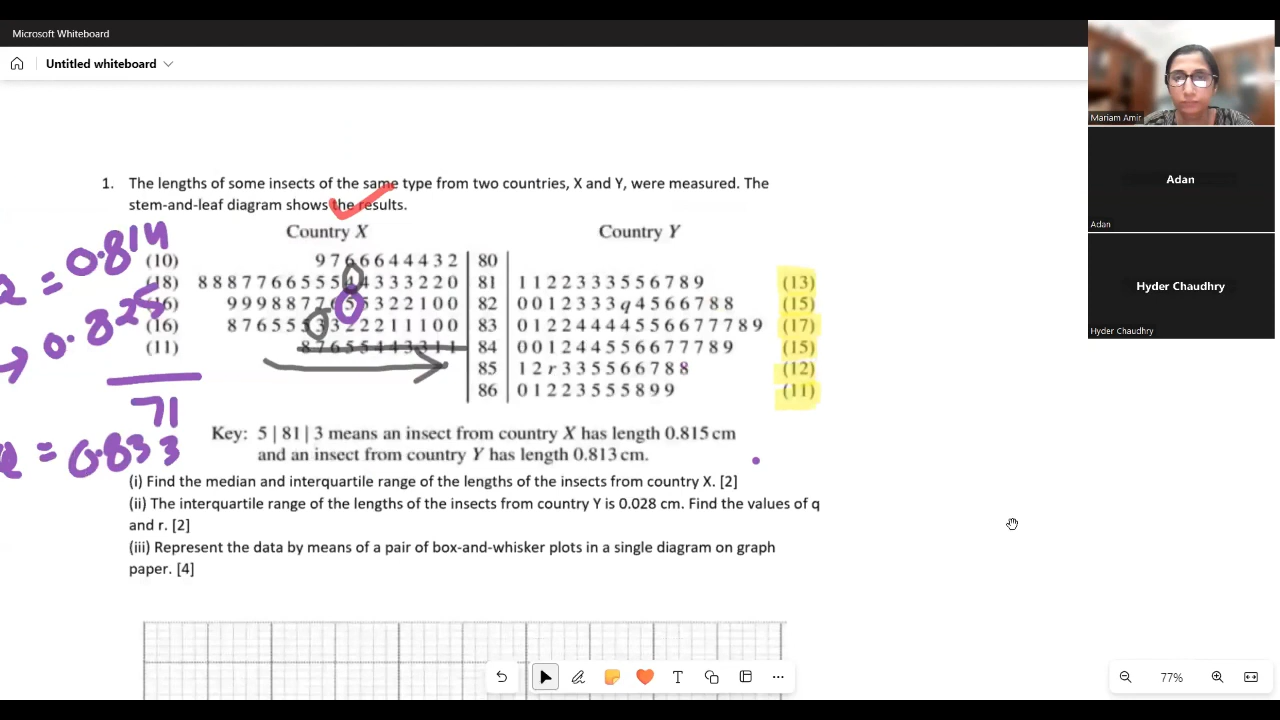 Microsoft Whiteboard
Untitled whiteboard
1. The lengths of some insects of the same type from two countries, X and Y, were measured. The
stem-and-leaf diagram shows the results.
Country X Country Y
(10) 9 7 6 6 6 4 4 4 3 2 80
(18) 8 8 8 7 7 6 6 5 5 5 4 4 3 3 3 2 2 0 81 1 1 2 2 3 3 3 5 5 6 7 8 9 (13)
(16) 9 9 9 8 8 7 7 6 5 5 3 2 2 1 0 0 82 0 0 1 2 3 3 3 q 4 5 6 6 7 8 8 (15)
(16) 8 7 6 5 5 5 3 3 2 2 2 1 1 1 0 0 83 0 1 2 2 4 4 4 4 5 5 6 6 7 7 7 8 9 (17)
(11) 8 7 6 5 5 4 4 3 3 1 1 84 0 0 1 2 4 4 5 5 6 6 7 7 7 8 9 (15)
85 1 2 r 3 3 5 5 6 6 7 8 8 (12)
86 0 1 2 2 3 5 5 5 8 9 9 (11)
= 0.814
→ 0.825
71
= 0.833
Key: 5 | 81 | 3 means an insect from country X has length 0.815 cm
and an insect from country Y has length 0.813 cm.
(i) Find the median and interquartile range of the lengths of the insects from country X. [2]
(ii) The interquartile range of the lengths of the insects from country Y is 0.028 cm. Find the values of q
and r. [2]
(iii) Represent the data by means of a pair of box-and-whisker plots in a single diagram on graph
paper. [4]
Mariam Amir
Adan
Adan
Hyder Chaudhry
Hyder Chaudhry
T
77%